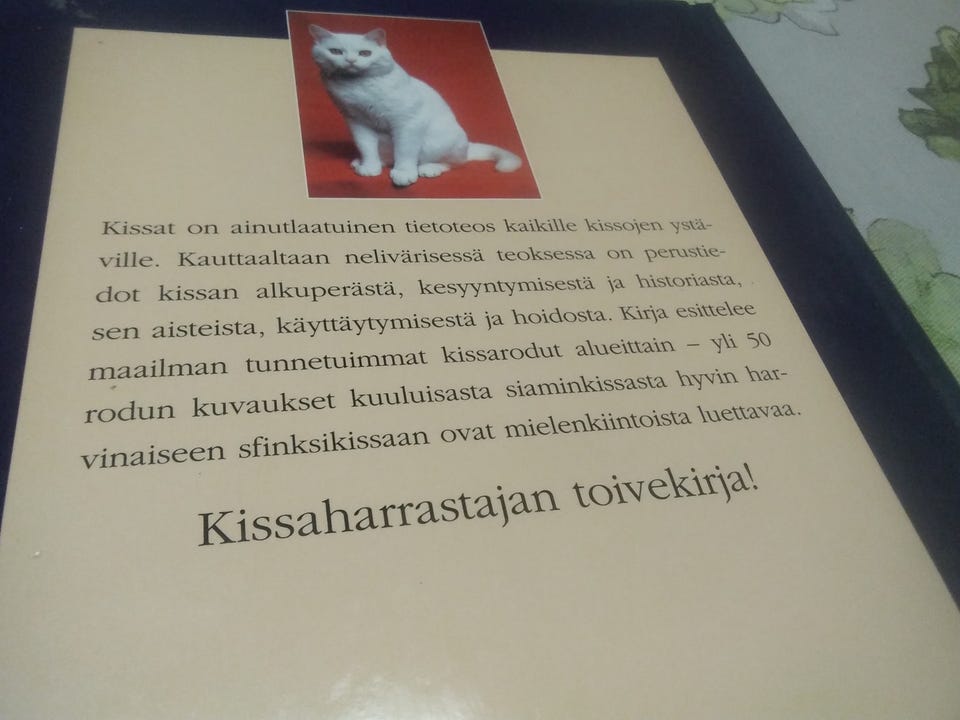 Kissat on ainutlaatuinen tietoteos kaikille kissojen ystä-
ville. Kauttaaltaan nelivärisessä teoksessa on perustie-
dot kissan alkuperästä, kesyyntymisestä ja historiasta,
sen aisteista, käyttäytymisestä ja hoidosta. Kirja esittelee
maailman tunnetuimmat kissarodut alueittain – yli 50
rodun kuvaukset kuuluisasta siaminkissasta hyvin har-
vinaiseen sfinksikissaan ovat mielenkiintoista luettavaa.
Kissaharrastajan toivekirja!